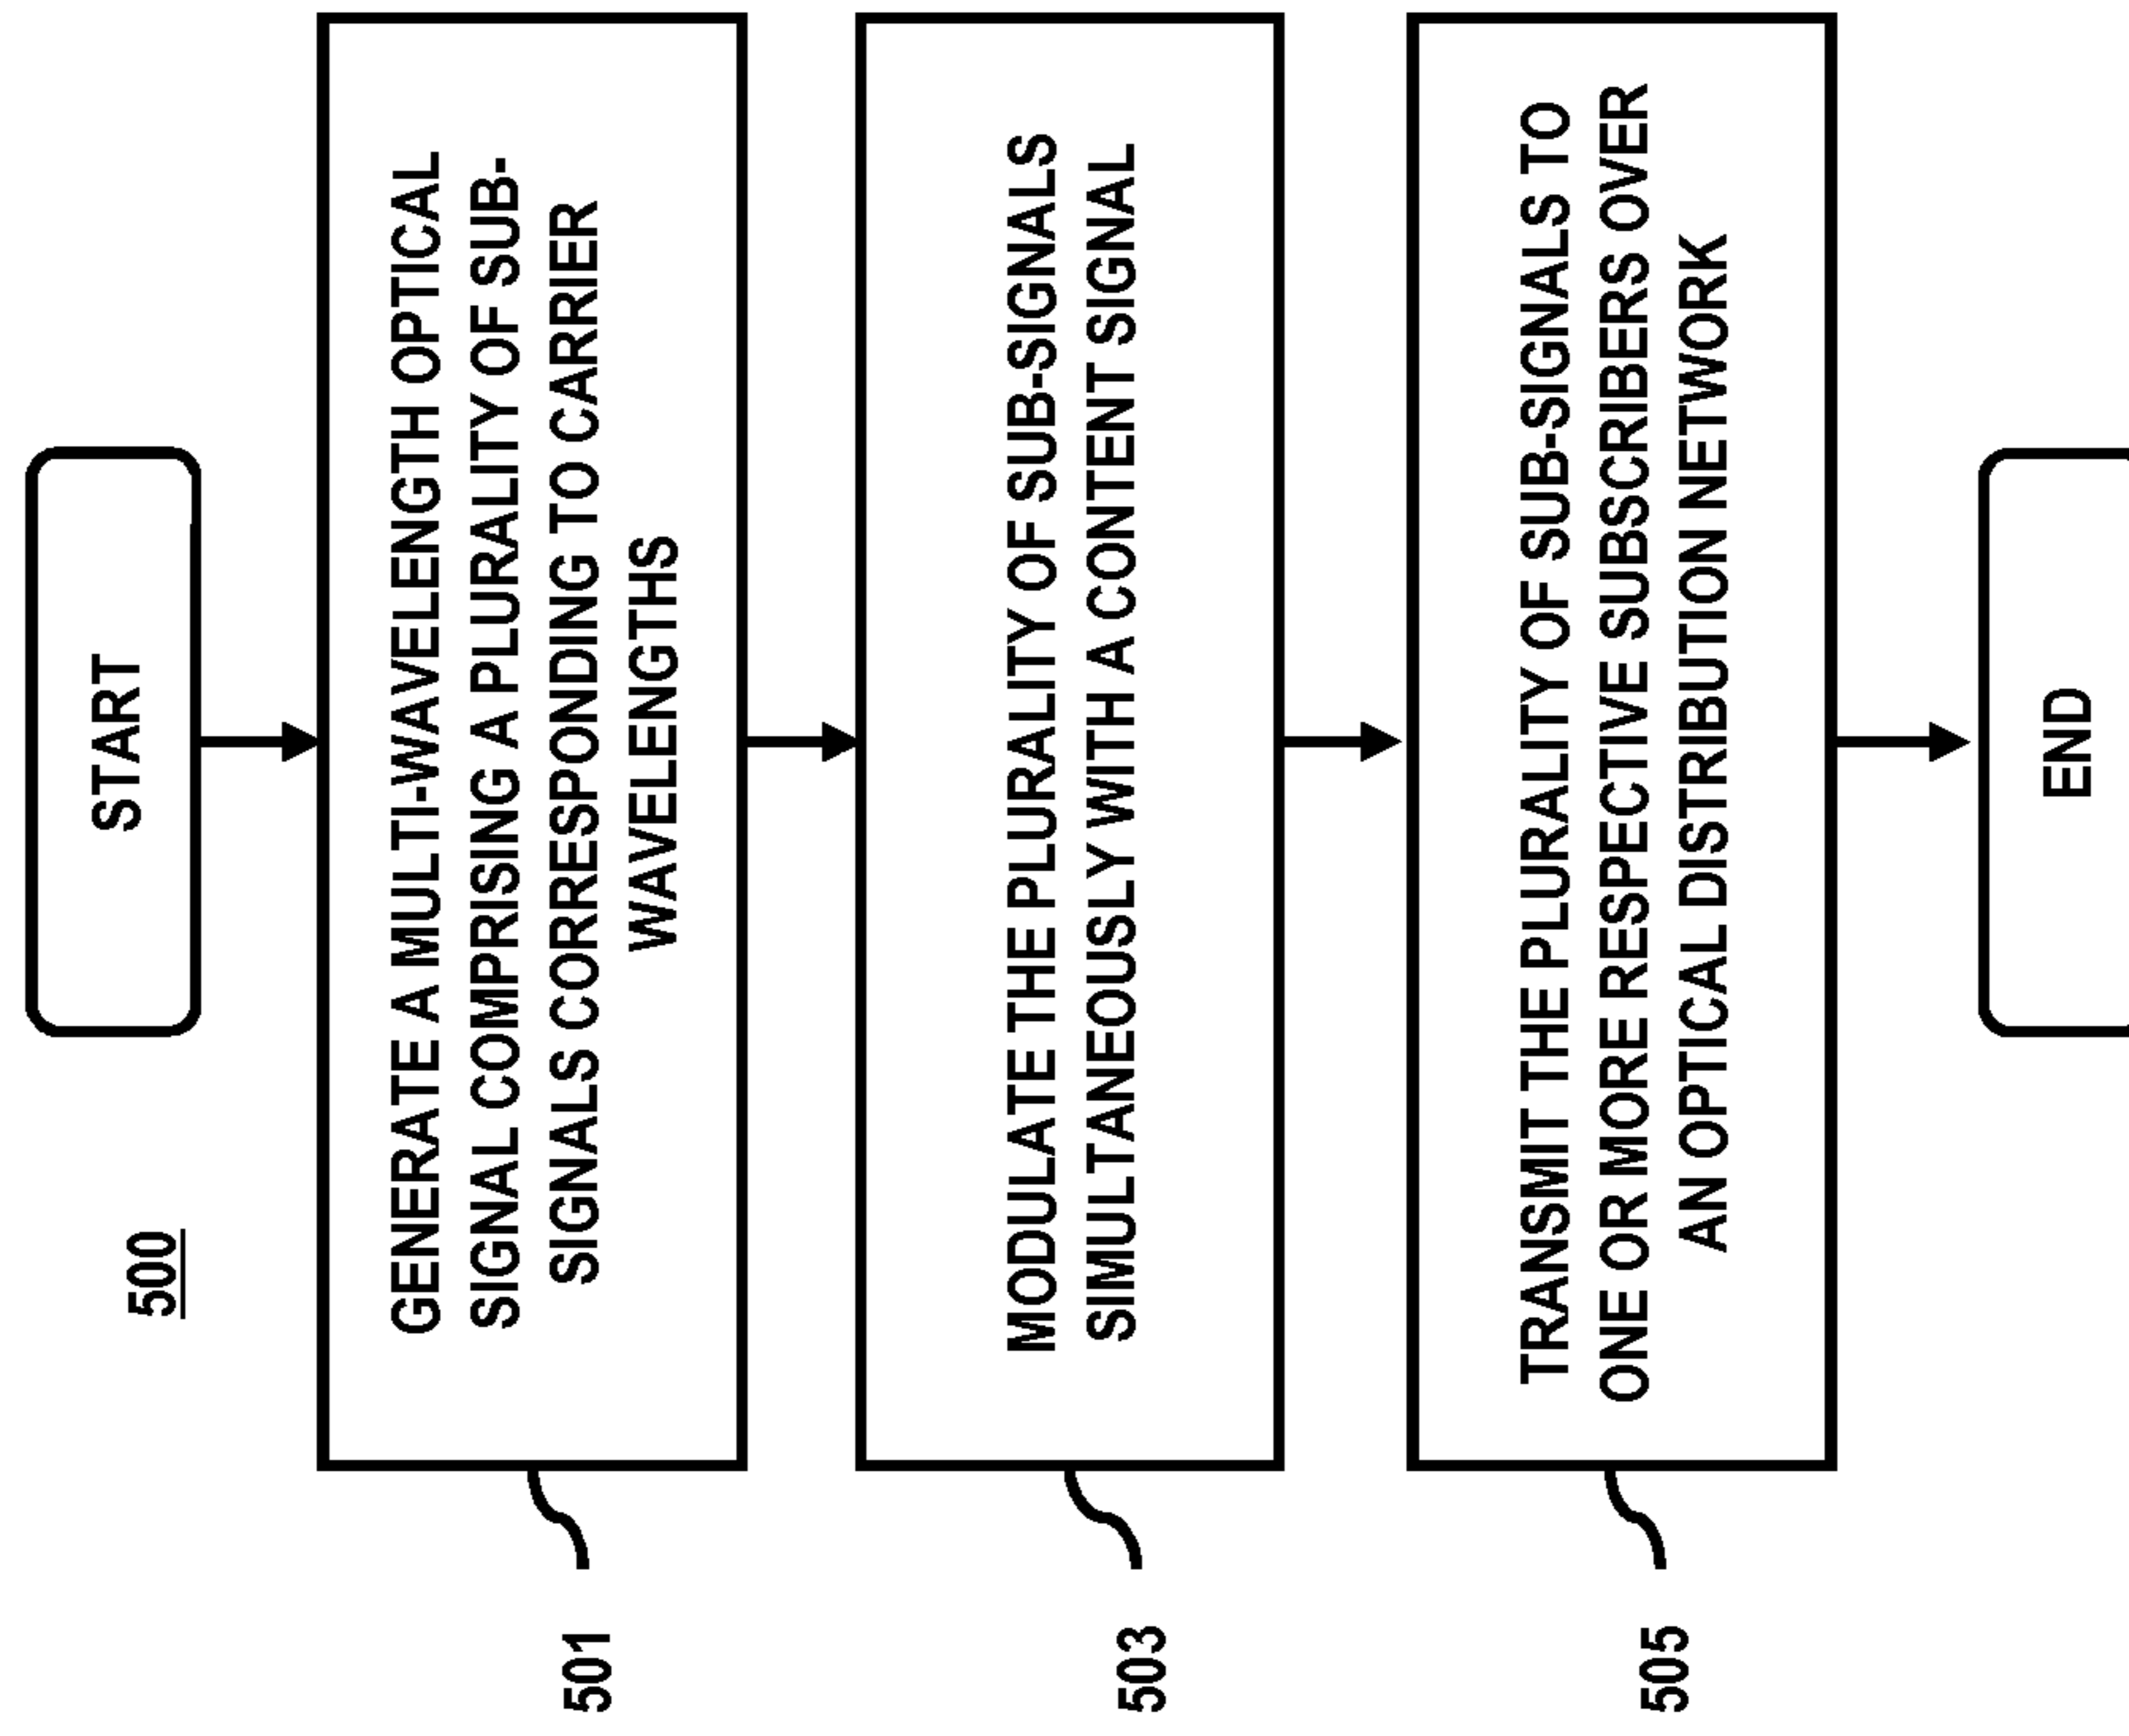 500
START
GENERATE A MULTI-WAVELENGTH OPTICAL
SIGNAL COMPRISING A PLURALITY OF SUB-
SIGNALS CORRESPONDING TO CARRIER
WAVELENGTHS
501
MODULATE THE PLURALITY OF SUB-SIGNALS
SIMULTANEOUSLY WITH A CONTENT SIGNAL
503
TRANSMIT THE PLURALITY OF SUB-SIGNALS TO
ONE OR MORE RESPECTIVE SUBSCRIBERS OVER
AN OPTICAL DISTRIBUTION NETWORK
505
END